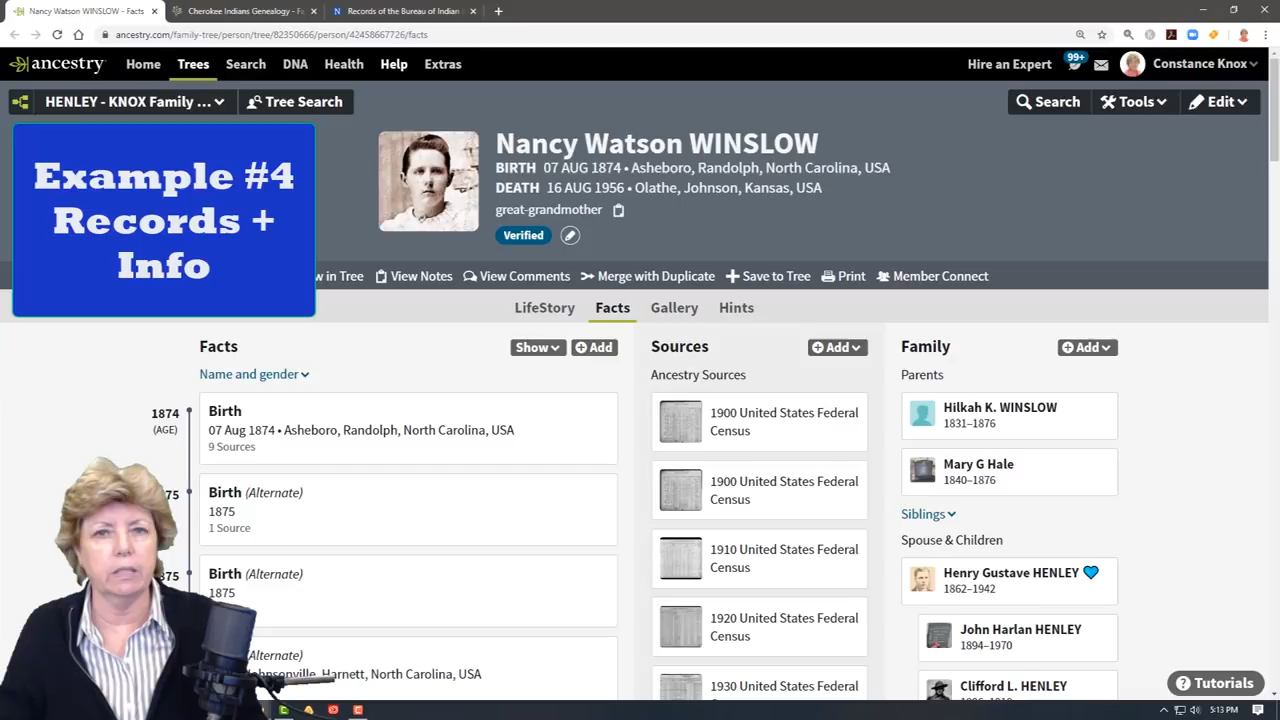 Nancy Watson WINSLOW - Facts
Cherokee Indians Genealogy - F
Records of the Bureau of Indian
ancestry.com/family-tree/person/tree/82350666/person/42458667726/facts
ancestry
Home
Trees
Search
DNA
Health
Help
Extras
Hire an Expert
99+
Constance Knox
HENLEY - KNOX Family ...
Tree Search
Search
Tools
Edit
Example #4
Records +
Info
Nancy Watson WINSLOW
BIRTH 07 AUG 1874 • Asheboro, Randolph, North Carolina, USA
DEATH 16 AUG 1956 • Olathe, Johnson, Kansas, USA
great-grandmother
Verified
w in Tree
View Notes
View Comments
Merge with Duplicate
Save to Tree
Print
Member Connect
LifeStory
Facts
Gallery
Hints
Facts
Show
Add
Name and gender
1874
(AGE)
Birth
07 Aug 1874 • Asheboro, Randolph, North Carolina, USA
9 Sources
75
Birth (Alternate)
1875
1 Source
375
Birth (Alternate)
1875
(Alternate)
Harnett, North Carolina, USA
Sources
Add
Ancestry Sources
1900 United States Federal
Census
1900 United States Federal
Census
1910 United States Federal
Census
1920 United States Federal
Census
1930 United States Federal
Family
Add
Parents
Hilkah K. WINSLOW
1831–1876
Mary G Hale
1840–1876
Siblings
Spouse & Children
Henry Gustave HENLEY
1862–1942
John Harlan HENLEY
1894–1970
Clifford L. HENLEY
Tutorials
5:13 PM